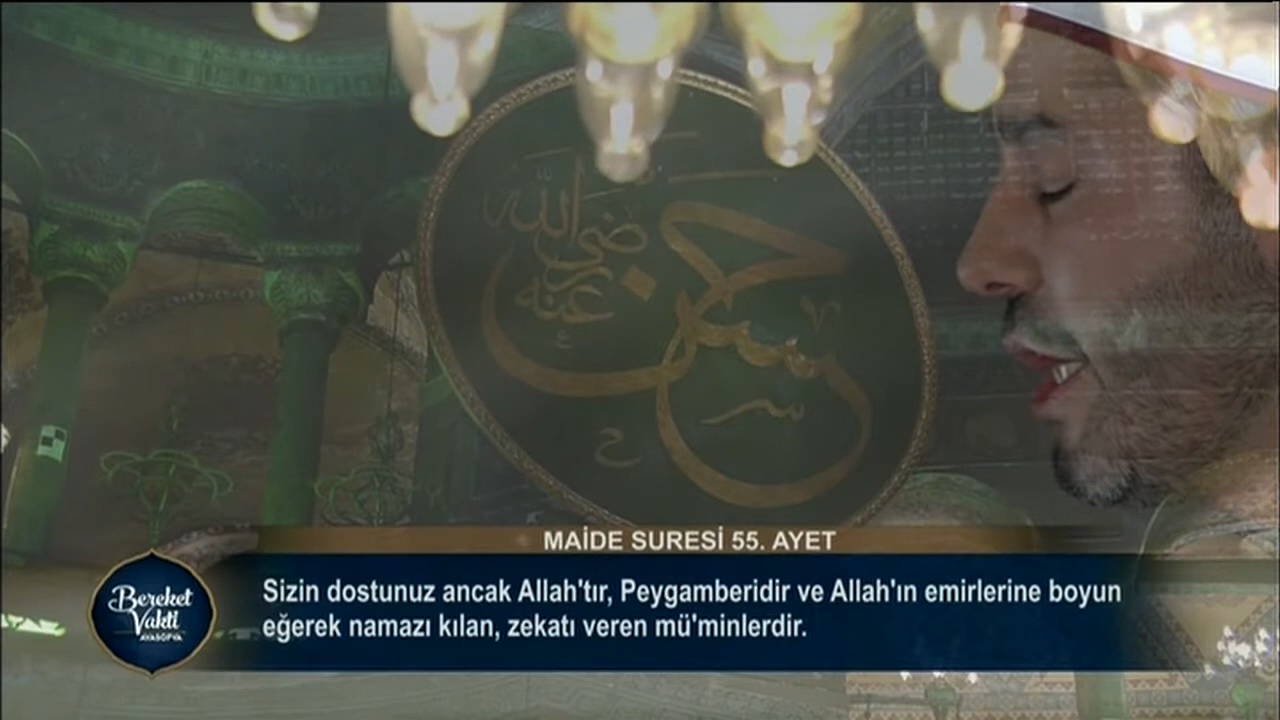 حسن
رضي الله
عنه
MAİDE SURESİ 55. AYET
Sizin dostunuz ancak Allah'tır, Peygamberidir ve Allah'ın emirlerine boyun
eğerek namazı kılan, zekatı veren mü'minlerdir.
Bereket
Vakti
AYASOFYA